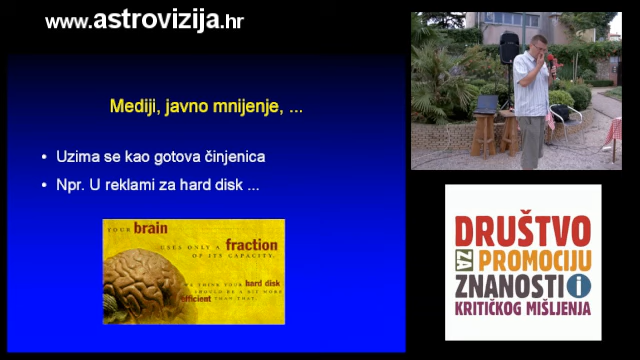 www.astrovizija.hr
Mediji, javno mnijenje, ...
• Uzima se kao gotova činjenica
• Npr. U reklami za hard disk ...
YOUR brain
USES ONLY A fraction
OF ITS CAPACITY.
WE THINK YOUR hard disk
SHOULD BE A BIT MORE
efficient THAN THAT.
DRUŠTVO
ZA PROMOCIJU
ZNANOSTI i
KRITIČKOG MIŠLJENJA